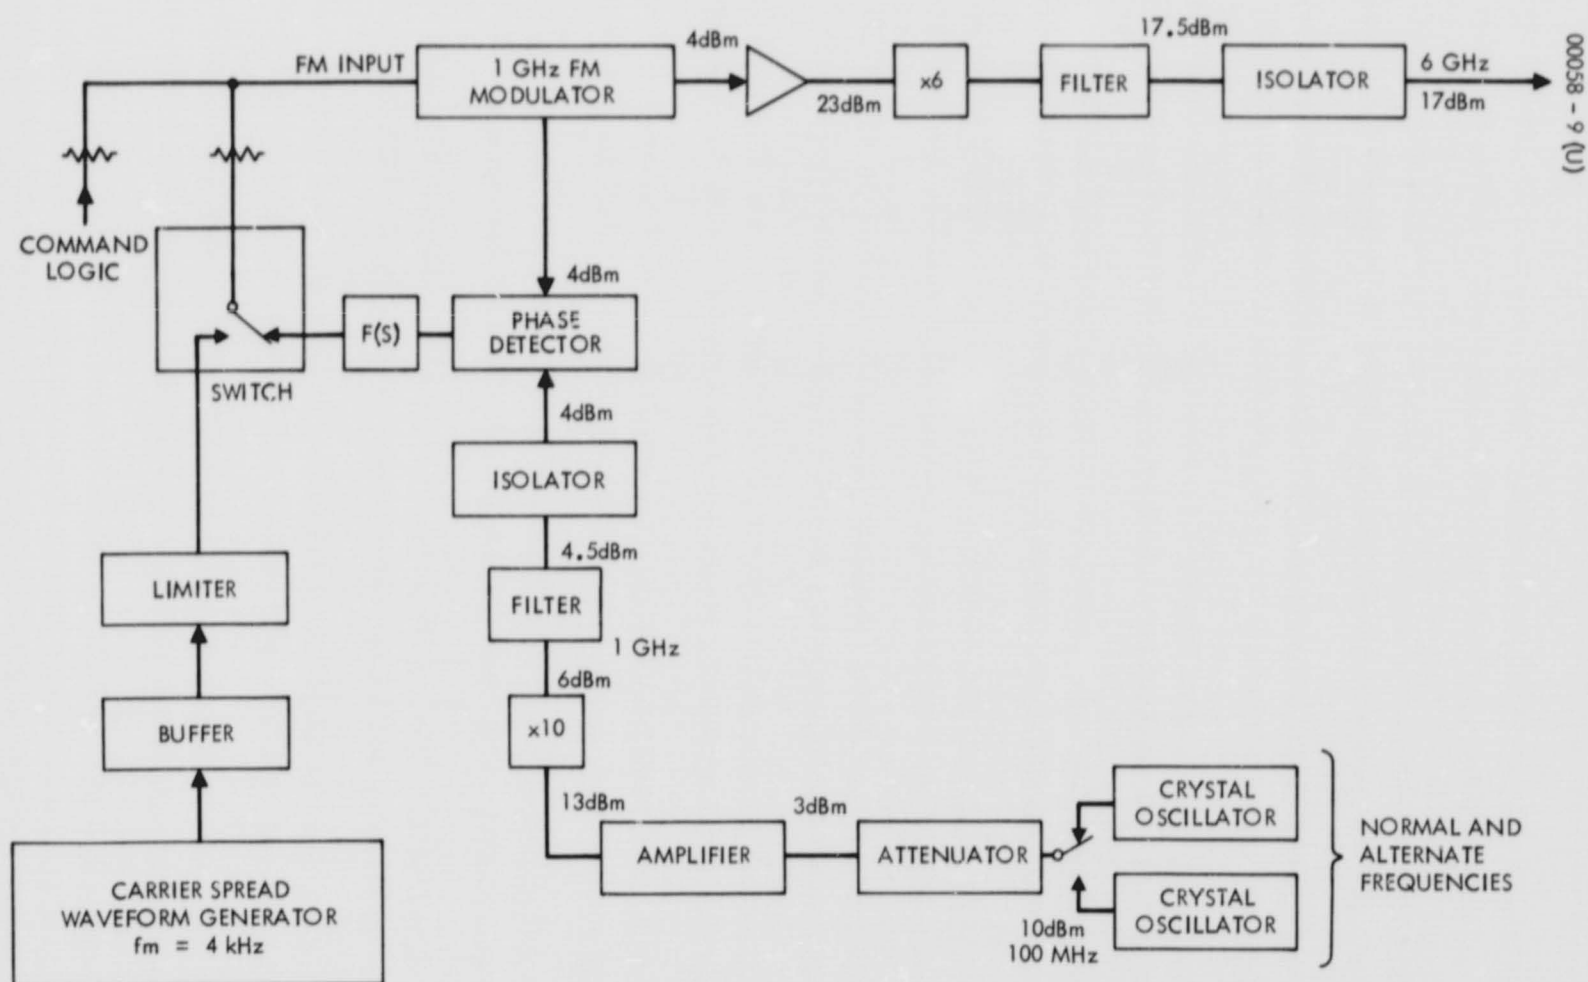 FM INPUT
1 GHz FM
MODULATOR
4dBm
23dBm
x6
FILTER
17.5dBm
ISOLATOR
6 GHz
17dBm
00058 - 9 (U)
COMMAND
LOGIC
SWITCH
F(S)
4dBm
PHASE
DETECTOR
4dBm
ISOLATOR
4.5dBm
FILTER
1 GHz
6dBm
x10
13dBm
LIMITER
BUFFER
CARRIER SPREAD
WAVEFORM GENERATOR
fm = 4 kHz
AMPLIFIER
3dBm
ATTENUATOR
CRYSTAL
OSCILLATOR
CRYSTAL
OSCILLATOR
10dBm
100 MHz
NORMAL AND
ALTERNATE
FREQUENCIES